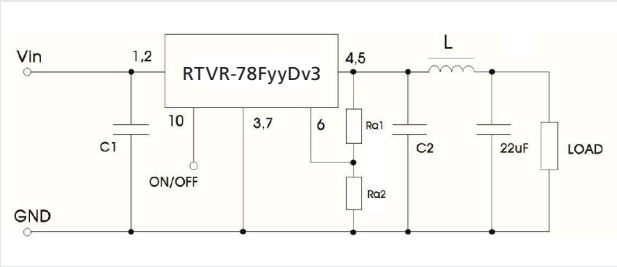 L
Vin
1,2
RTVR-78FyyDv3
4,5
10
3,7
6
Ra1
C1
C2
22uF
LOAD
ON/OFF
Ra2
GND